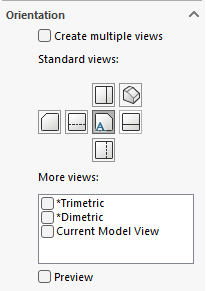 Orientation
Create multiple views
Standard views:
A
More views:
*Trimetric
*Dimetric
Current Model View
Preview